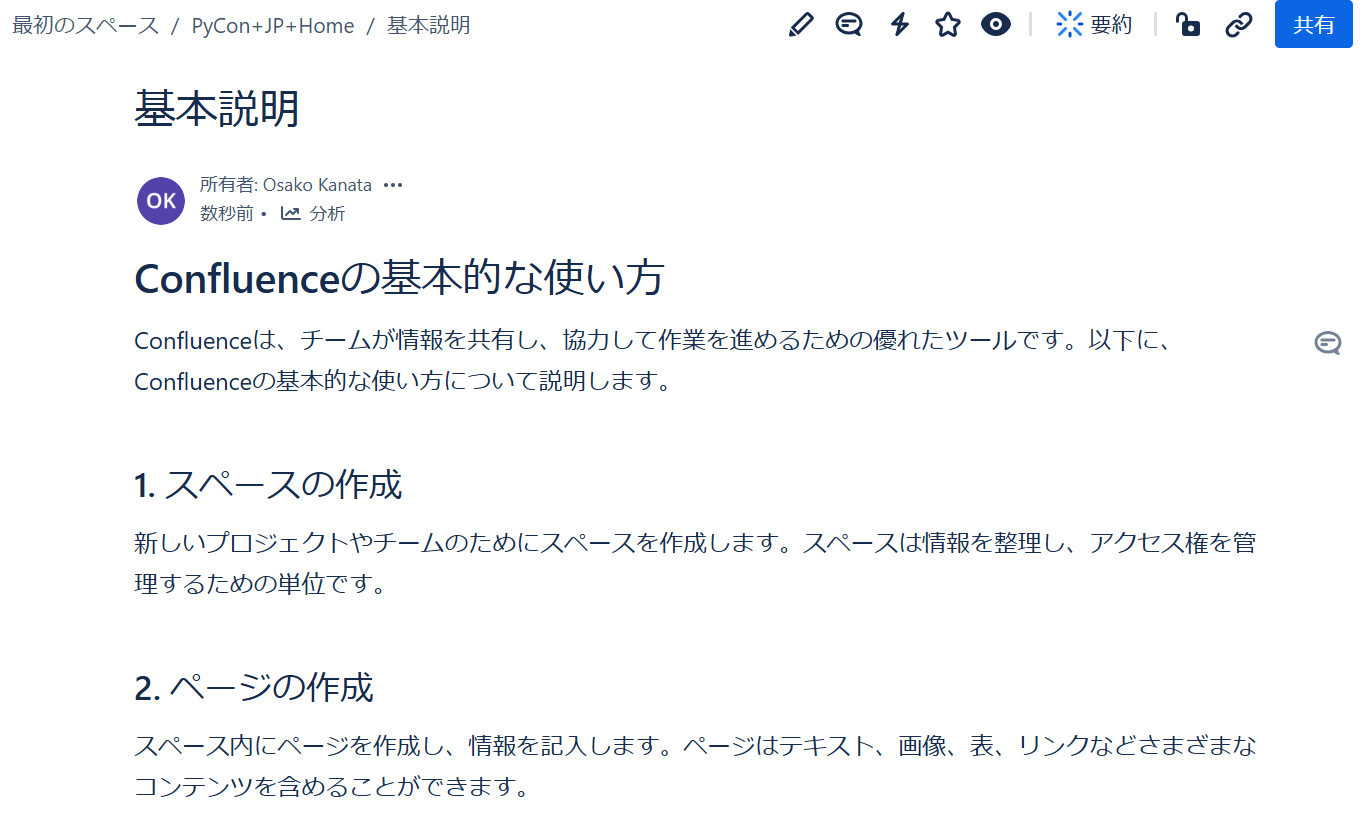 最初のスペース / PyCon+JP+Home / 基本説明
要約
共有
基本説明
OK
所有者: Osako Kanata •••
数秒前 • 分析
Confluenceの基本的な使い方
Confluenceは、チームが情報を共有し、協力して作業を進めるための優れたツールです。以下に、
Confluenceの基本的な使い方について説明します。
1. スペースの作成
新しいプロジェクトやチームのためにスペースを作成します。スペースは情報を整理し、アクセス権を管
理するための単位です。
2. ページの作成
スペース内にページを作成し、情報を記入します。ページはテキスト、画像、表、リンクなどさまざまな
コンテンツを含めることができます。